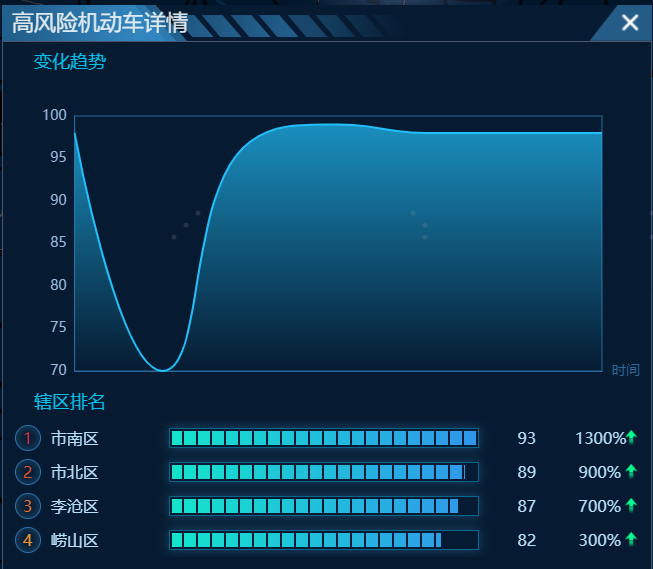 高风险机动车详情
变化趋势
100
95
90
85
80
75
70
时间
辖区排名
1 市南区 93 1300%
2 市北区 89 900%
3 李沧区 87 700%
4 崂山区 82 300%